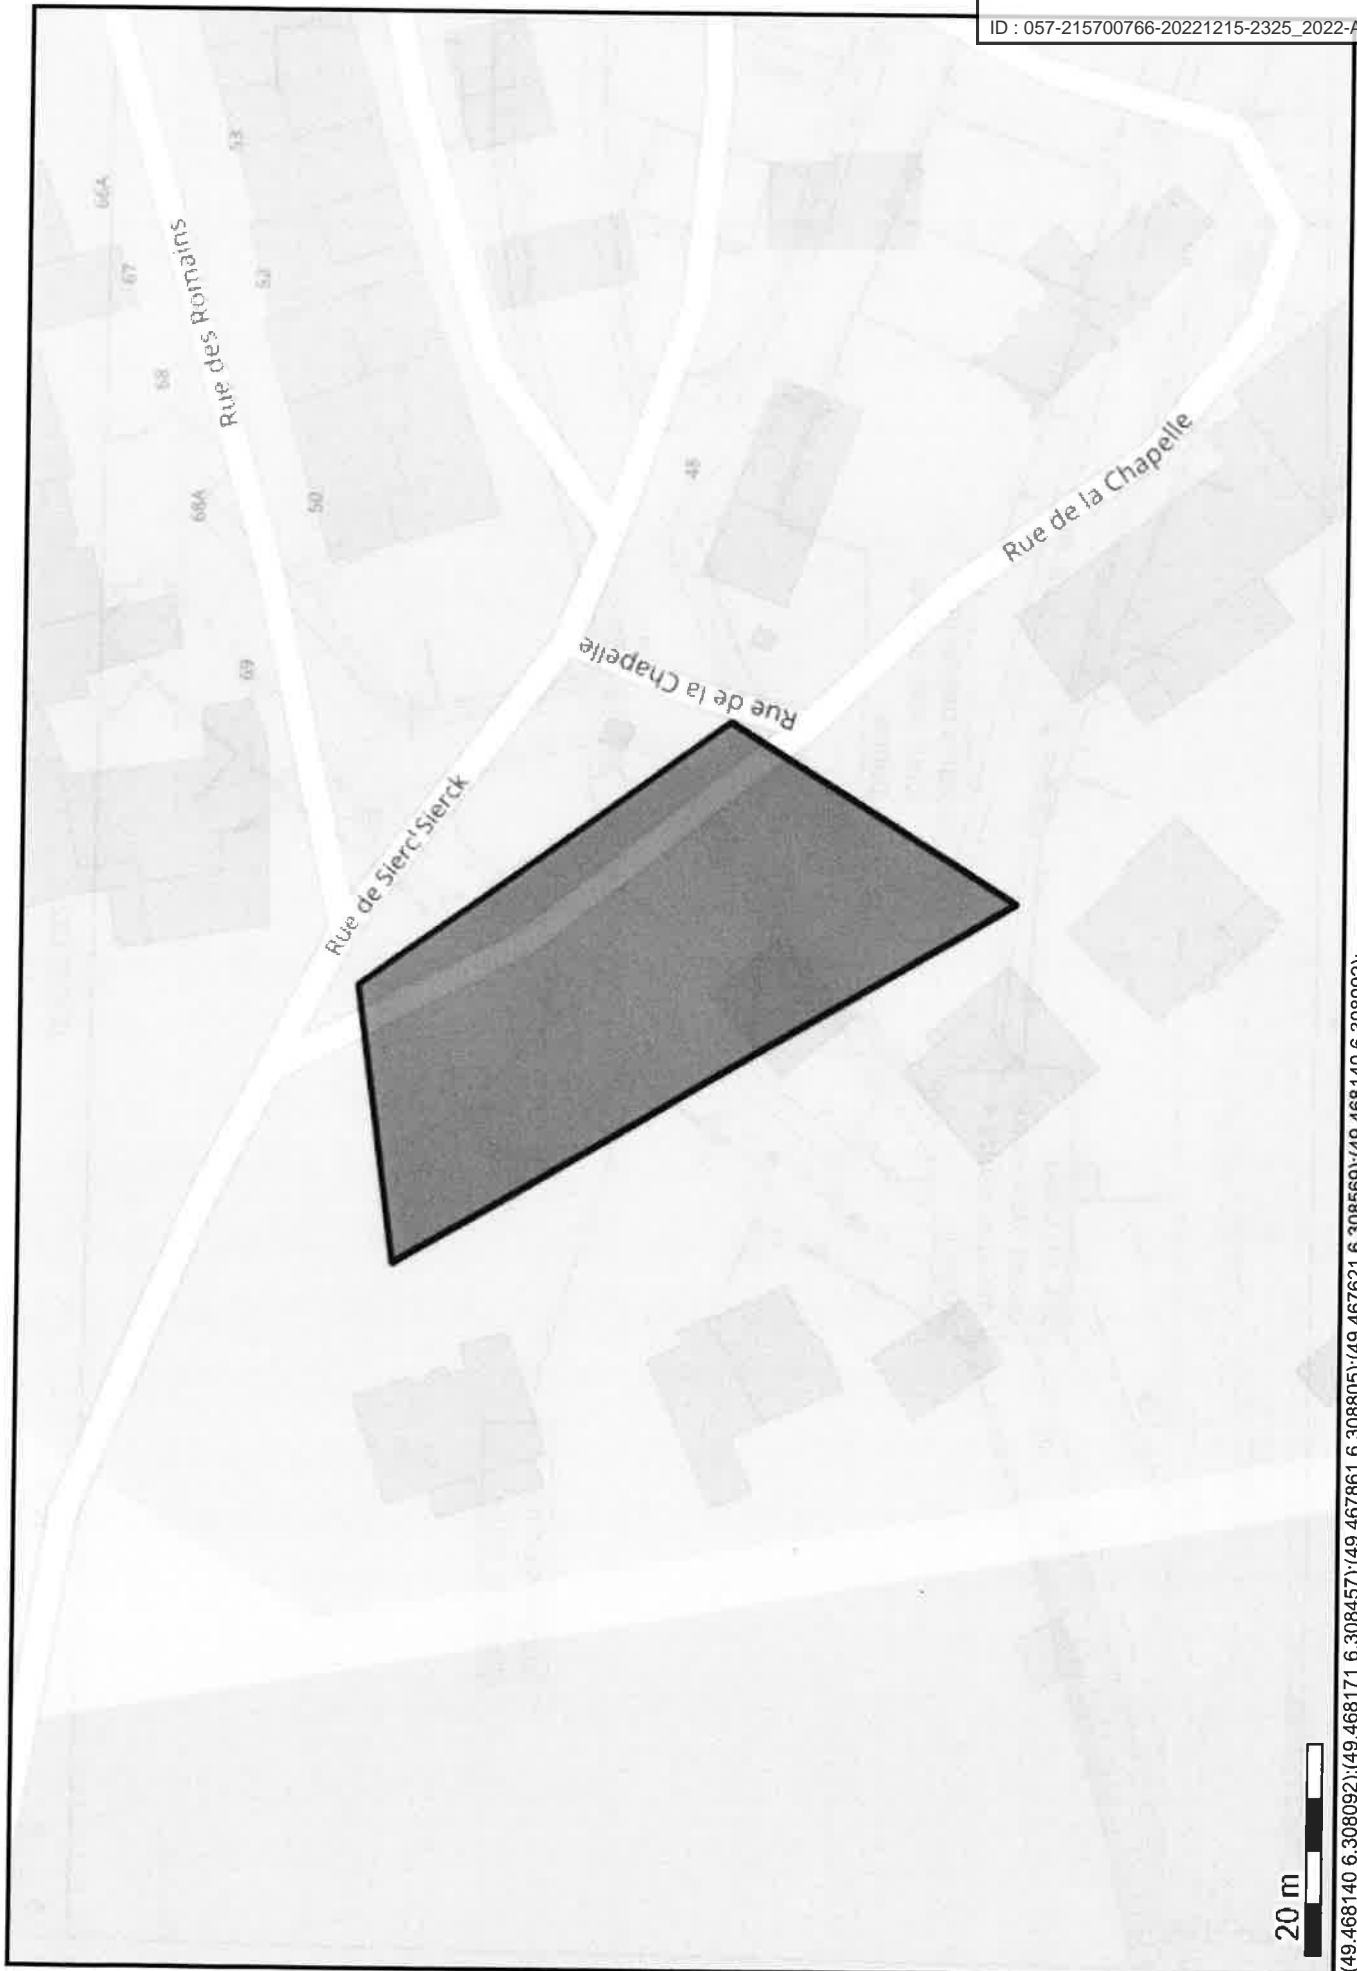 ID : 057-215700766-20221215-2325_2022-A
66A
53
67
Rue des Romains
52
68
68A
50
48
Rue de la Chapelle
69
Rue de la Chapelle
Rue de Sierc'Sierck
20 m
(49.468140 6.308092);(49.468171 6.308457);(49.467861 6.308805);(49.467621 6.308569);(49.468140 6.308092);